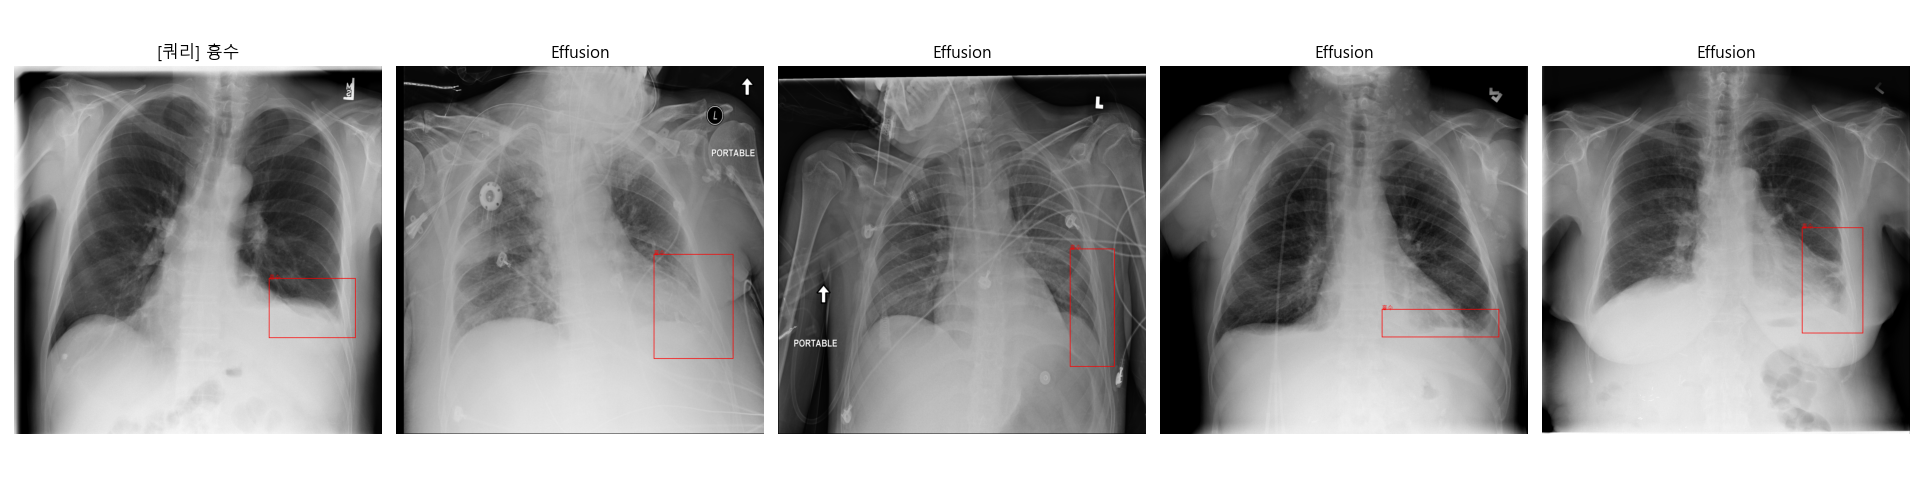 [쿼리] 흉수
Effusion
Effusion
Effusion
Effusion
L
PORTABLE
L
PORTABLE